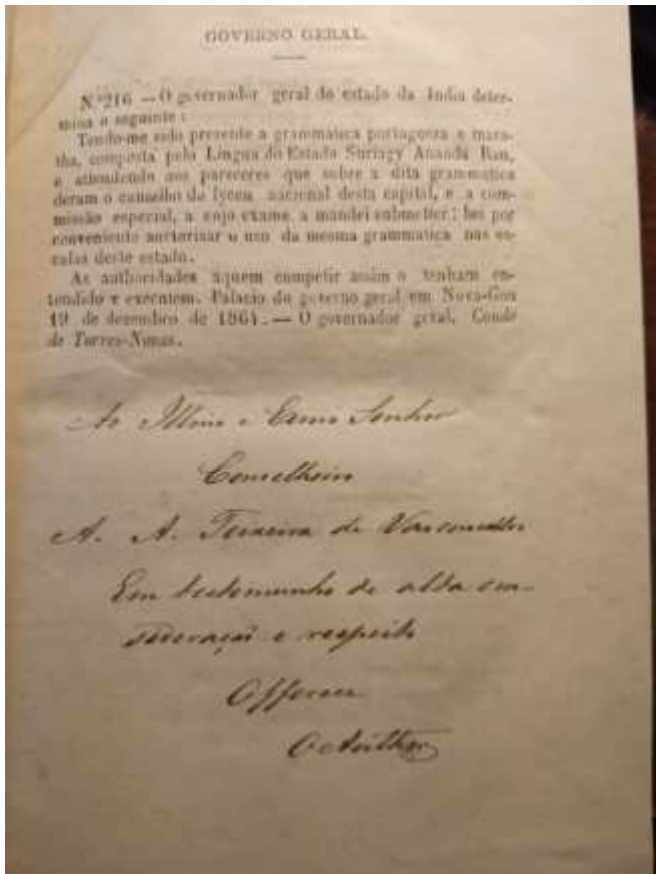 GOVERNO GERAL.
N.º 216 — O governador geral do estado da India deter-
mina o seguinte:
Tendo-me sido presente a grammatica portugueza e mara-
tha, composta pelo Lingua do Estado Suriagy Ananda Rau,
e attendendo aos pareceres que sobre a dita grammatica
deram o conselho do lyceu nacional desta capital, e a com-
missão especial, a cujo exame a mandei submetter; hei por
conveniente authorisar o uso da mesma grammatica nas es-
colas deste estado.
As authoridades aquem competir assim o tenham en-
tendido e executem. Palacio do governo geral em Nova-Goa
19 de dezembro de 1864. — O governador geral, Conde
de Torres-Novas.
Ao Illmo e Exmo Senhor
Conselheiro
A. A. Teixeira de Vasconcellos
Em testemunho de alta con-
sideração e respeito
Offerece
O Author